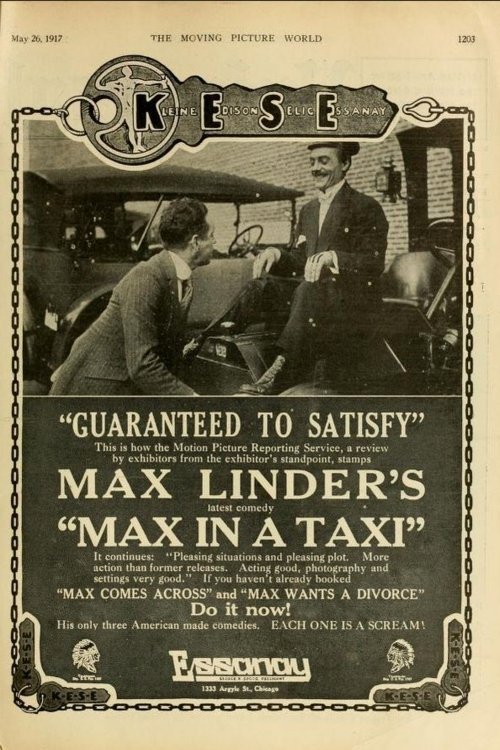 May 26, 1917
THE MOVING PICTURE WORLD
1203
K·E·S·E
KLEINE EDISON SELIG ESSANAY
"GUARANTEED TO SATISFY"
This is how the Motion Picture Reporting Service, a review
by exhibitors from the exhibitor's standpoint, stamps
MAX LINDER'S
latest comedy
"MAX IN A TAXI"
It continues: "Pleasing situations and pleasing plot. More
action than former releases. Acting good, photography and
settings very good." If you haven't already booked
"MAX COMES ACROSS" and "MAX WANTS A DIVORCE"
Do it now!
His only three American made comedies. EACH ONE IS A SCREAM!
Essanay
1333 Argyle St., Chicago
K-E-S-E
K-E-S-E
K-E-S-E
K-E-S-E